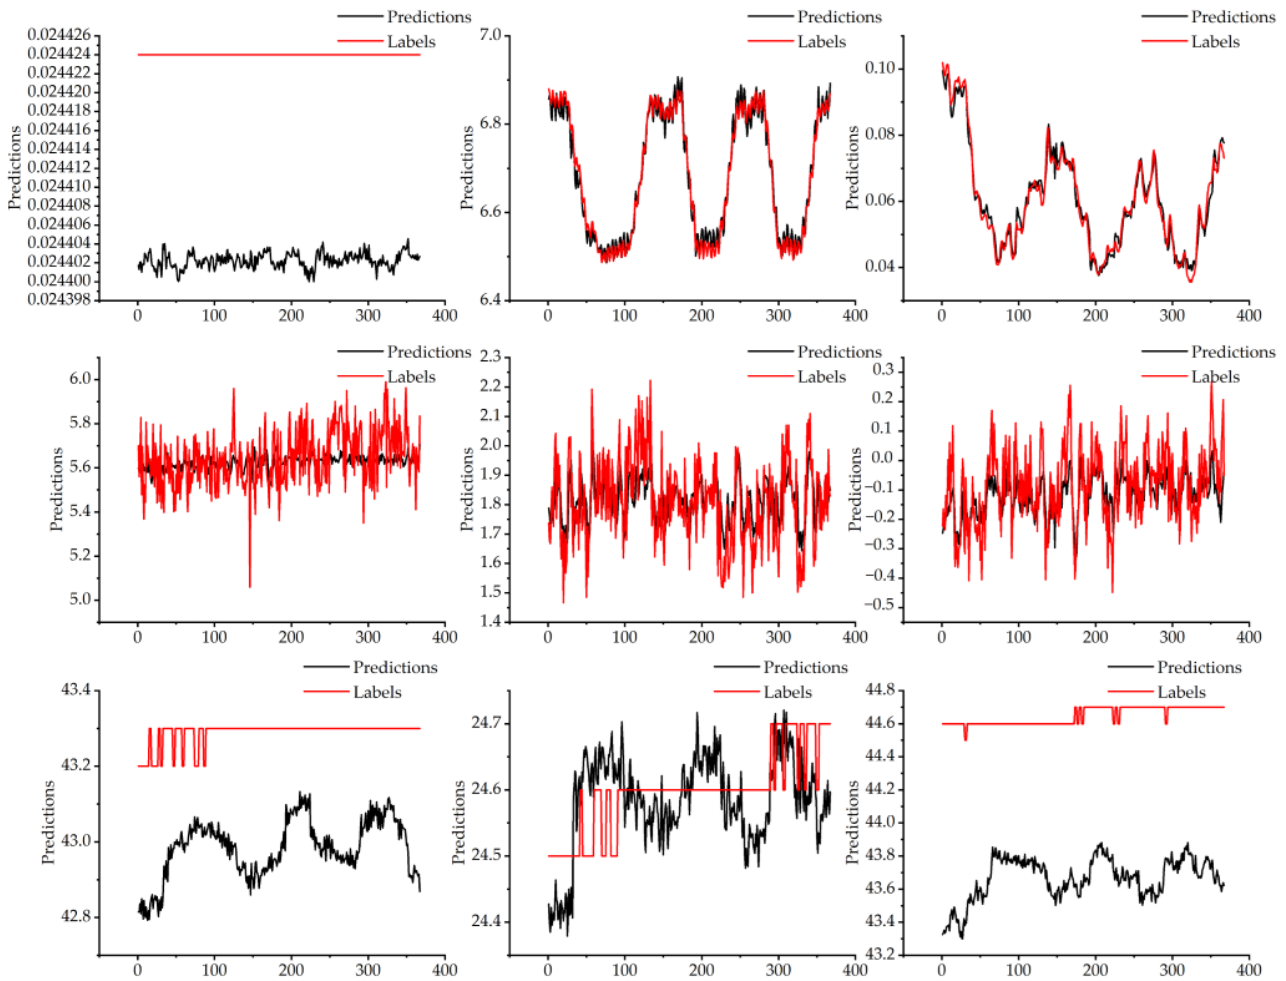 Predictions
Labels
0.024426
0.024424
0.024422
0.024420
0.024418
0.024416
0.024414
0.024412
0.024410
0.024408
0.024406
0.024404
0.024402
0.024400
0.024398
Predictions
0 100 200 300 400
Predictions
Labels
7.0
6.8
6.6
6.4
Predictions
0 100 200 300 400
Predictions
Labels
0.10
0.08
0.06
0.04
Predictions
0 100 200 300 400
Predictions
Labels
6.0
5.8
5.6
5.4
5.2
5.0
Predictions
0 100 200 300 400
Predictions
Labels
2.3
2.2
2.1
2.0
1.9
1.8
1.7
1.6
1.5
1.4
Predictions
0 100 200 300 400
Predictions
Labels
0.3
0.2
0.1
0.0
−0.1
−0.2
−0.3
−0.4
−0.5
Predictions
0 100 200 300 400
Predictions
Labels
43.4
43.2
43.0
42.8
Predictions
0 100 200 300 400
Predictions
Labels
24.7
24.6
24.5
24.4
Predictions
0 100 200 300 400
Predictions
Labels
44.8
44.6
44.4
44.2
44.0
43.8
43.6
43.4
43.2
Predictions
0 100 200 300 400